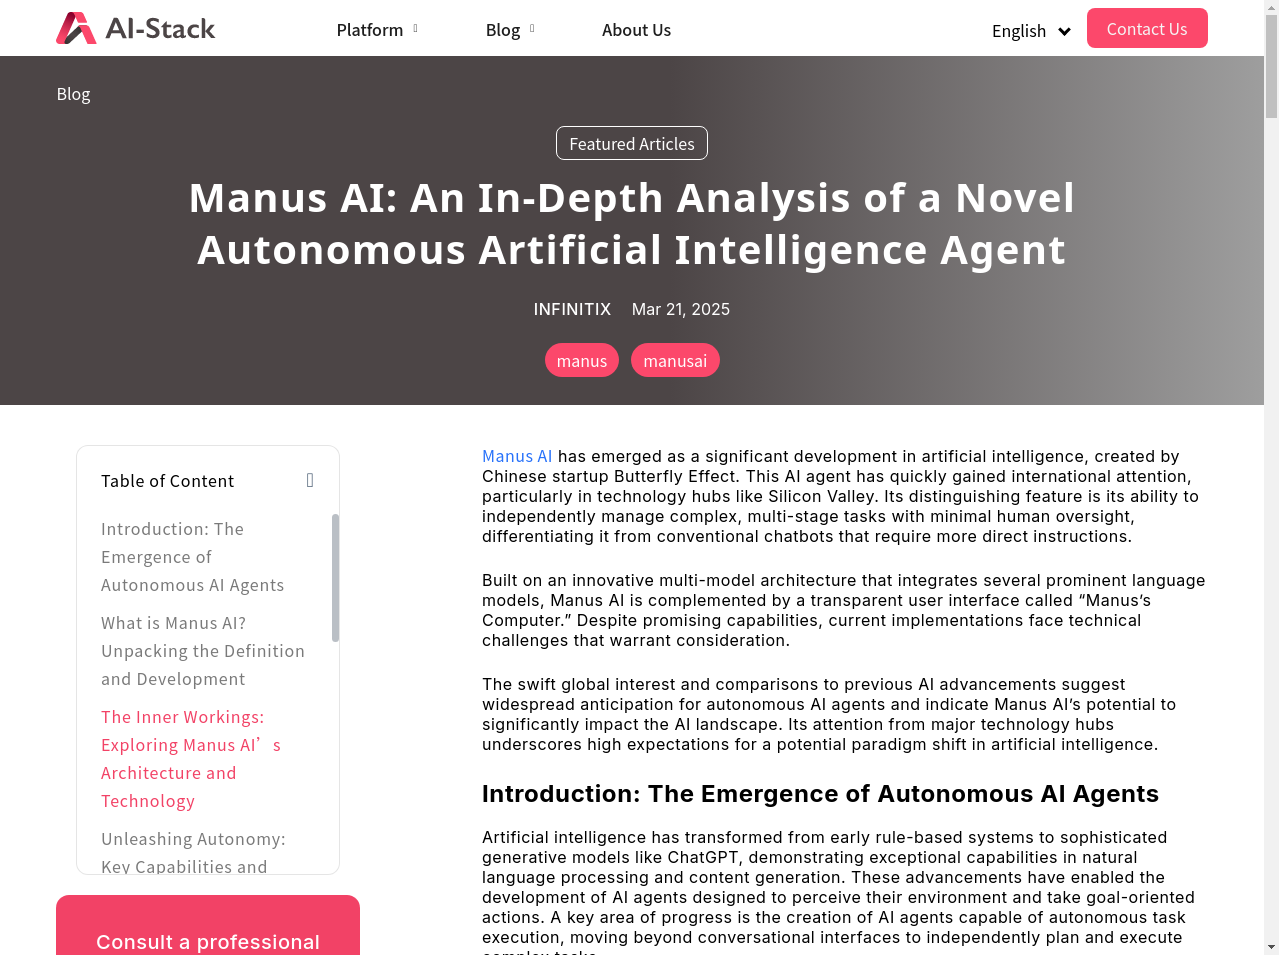 AI-Stack
Platform
Blog
About Us
English
Contact Us
Blog
Featured Articles
Manus AI: An In-Depth Analysis of a Novel
Autonomous Artificial Intelligence Agent
INFINITIX Mar 21, 2025
manus manusai
Table of Content
Introduction: The
Emergence of
Autonomous AI Agents
What is Manus AI?
Unpacking the Definition
and Development
The Inner Workings:
Exploring Manus AI’s
Architecture and
Technology
Unleashing Autonomy:
Key Capabilities and
Consult a professional
Manus AI has emerged as a significant development in artificial intelligence, created by
Chinese startup Butterfly Effect. This AI agent has quickly gained international attention,
particularly in technology hubs like Silicon Valley. Its distinguishing feature is its ability to
independently manage complex, multi-stage tasks with minimal human oversight,
differentiating it from conventional chatbots that require more direct instructions.
Built on an innovative multi-model architecture that integrates several prominent language
models, Manus AI is complemented by a transparent user interface called “Manus’s
Computer.” Despite promising capabilities, current implementations face technical
challenges that warrant consideration.
The swift global interest and comparisons to previous AI advancements suggest
widespread anticipation for autonomous AI agents and indicate Manus AI’s potential to
significantly impact the AI landscape. Its attention from major technology hubs
underscores high expectations for a potential paradigm shift in artificial intelligence.
Introduction: The Emergence of Autonomous AI Agents
Artificial intelligence has transformed from early rule-based systems to sophisticated
generative models like ChatGPT, demonstrating exceptional capabilities in natural
language processing and content generation. These advancements have enabled the
development of AI agents designed to perceive their environment and take goal-oriented
actions. A key area of progress is the creation of AI agents capable of autonomous task
execution, moving beyond conversational interfaces to independently plan and execute
complex tasks.